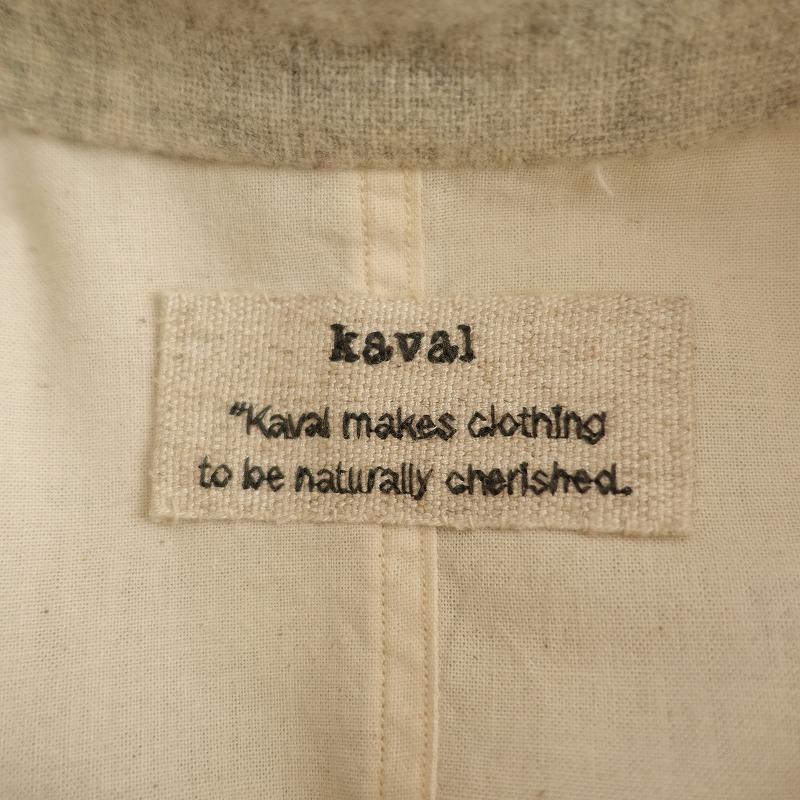 kaval
"Kaval makes clothing
to be naturally cherished.